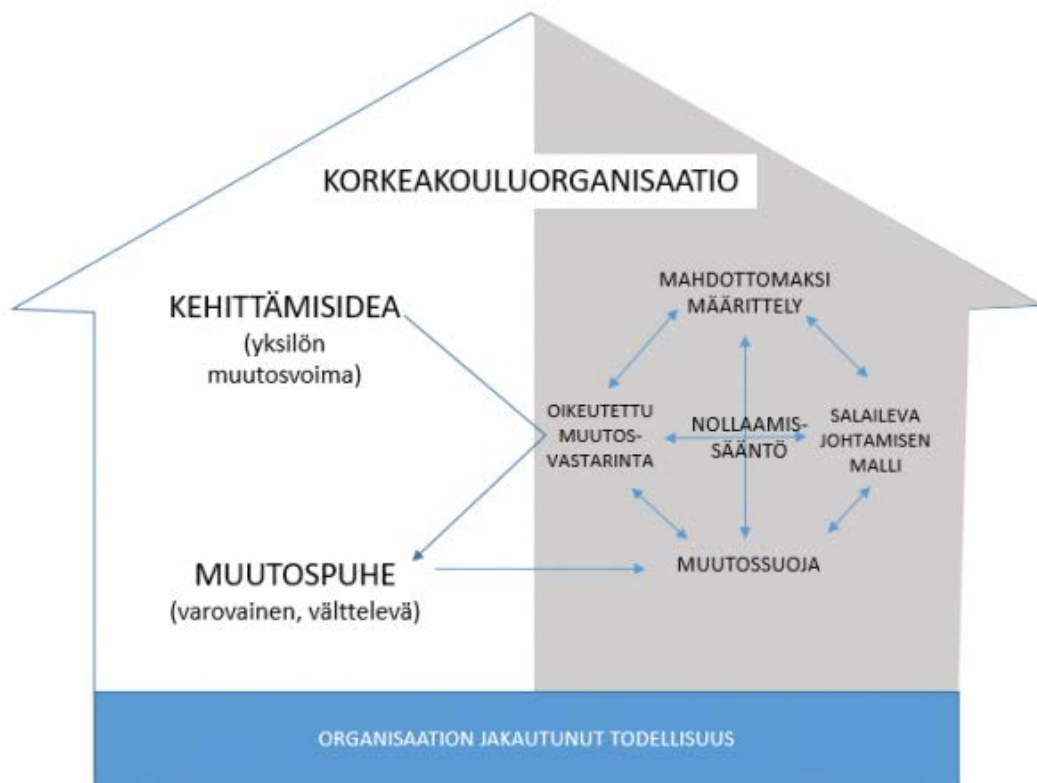 KORKEAKOULUORGANISAATIO
KEHITTÄMISIDEA
(yksilön
muutosvoima)
MUUTOSPUHE
(varovainen, välttelevä)
MAHDOTTOMAKSI
MÄÄRITTELY
OIKEUTETTU
MUUTOS-
VASTARINTA
NOLLAAMIS-
SÄÄNTÖ
SALAILEVA
JOHTAMISEN
MALLI
MUUTOSSUOJA
ORGANISAATION JAKAUTUNUT TODELLISUUS